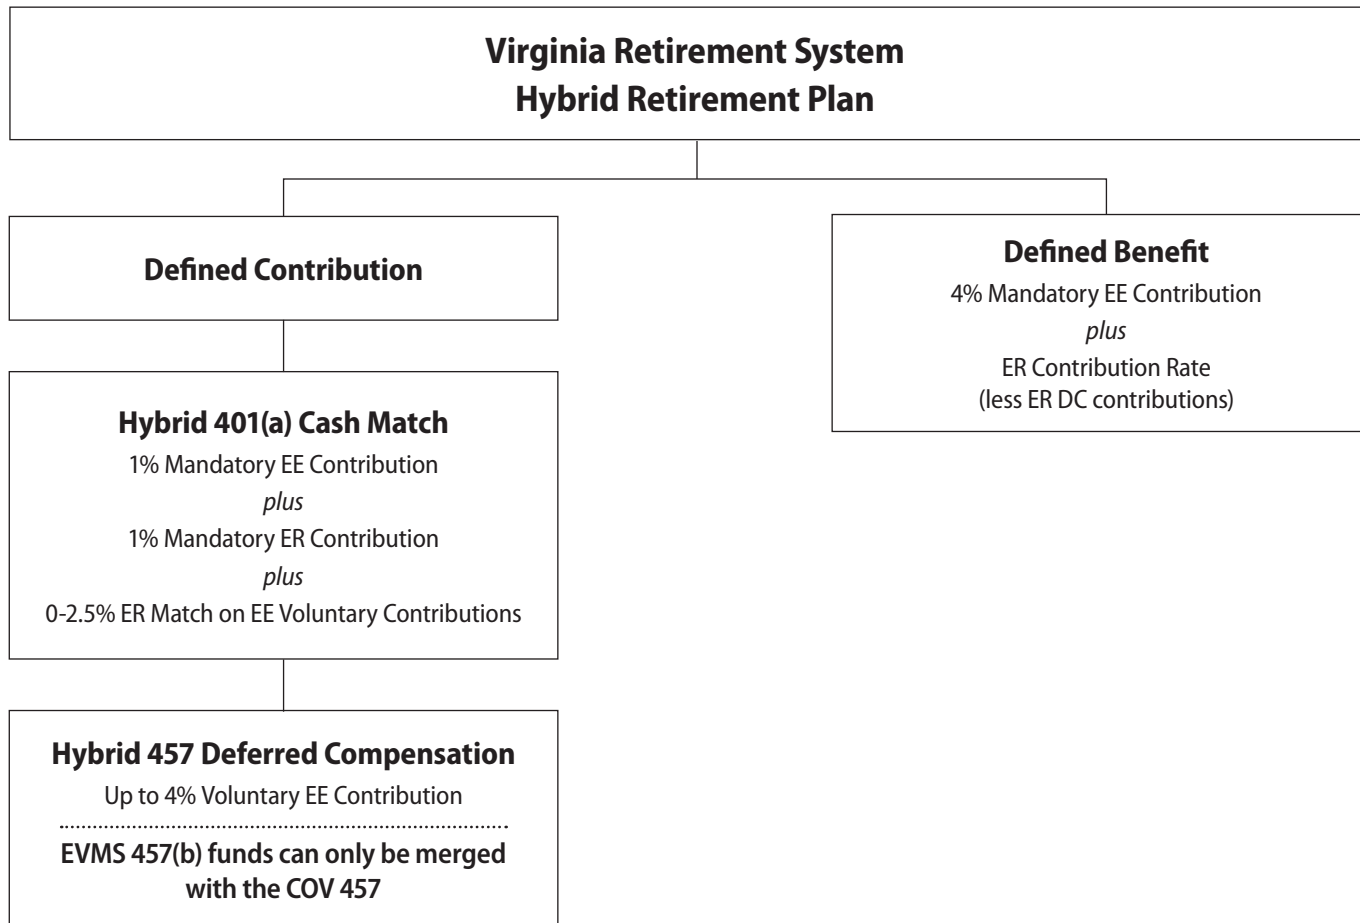 Virginia Retirement System
Hybrid Retirement Plan
Defined Contribution
Defined Benefit
4% Mandatory EE Contribution
plus
ER Contribution Rate
(less ER DC contributions)
Hybrid 401(a) Cash Match
1% Mandatory EE Contribution
plus
1% Mandatory ER Contribution
plus
0-2.5% ER Match on EE Voluntary Contributions
Hybrid 457 Deferred Compensation
Up to 4% Voluntary EE Contribution
EVMS 457(b) funds can only be merged
with the COV 457